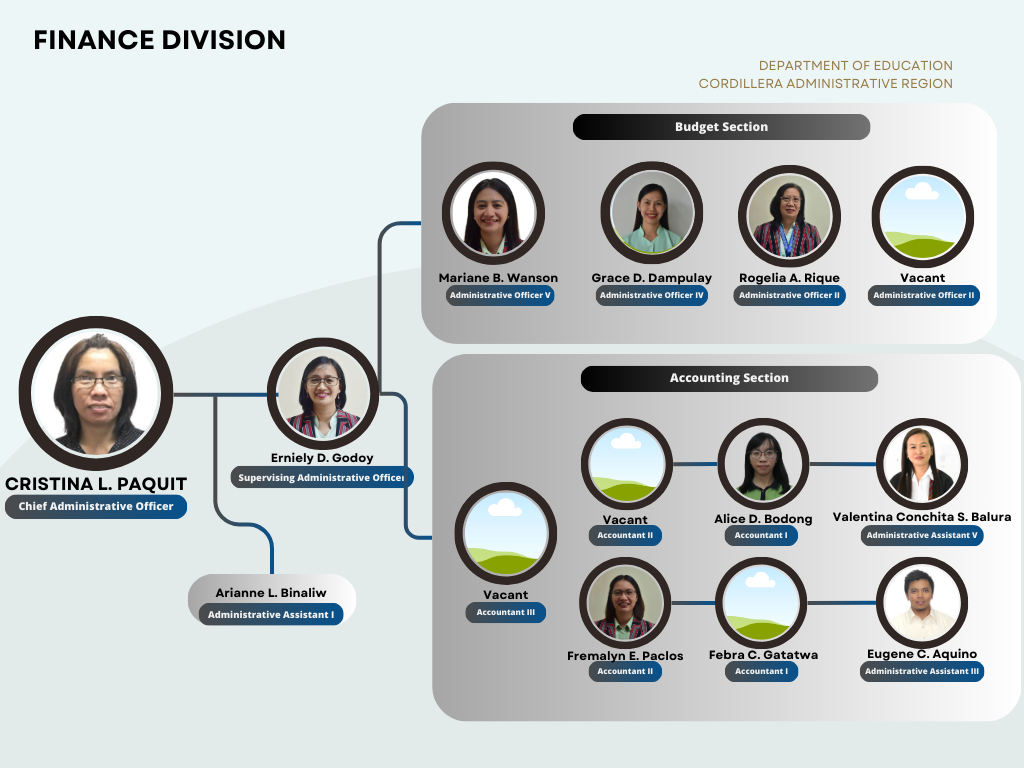 FINANCE DIVISION
DEPARTMENT OF EDUCATION
CORDILLERA ADMINISTRATIVE REGION
Budget Section
Mariane B. Wanson
Administrative Officer V
Grace D. Dampulay
Administrative Officer IV
Rogelia A. Rique
Administrative Officer II
Vacant
Administrative Officer II
CRISTINA L. PAQUIT
Chief Administrative Officer
Erniely D. Godoy
Supervising Administrative Officer
Arianne L. Binaliw
Administrative Assistant I
Accounting Section
Vacant
Accountant III
Vacant
Accountant II
Alice D. Bodong
Accountant I
Valentina Conchita S. Balura
Administrative Assistant V
Fremalyn E. Paclos
Accountant II
Febra C. Gatatwa
Accountant I
Eugene C. Aquino
Administrative Assistant III